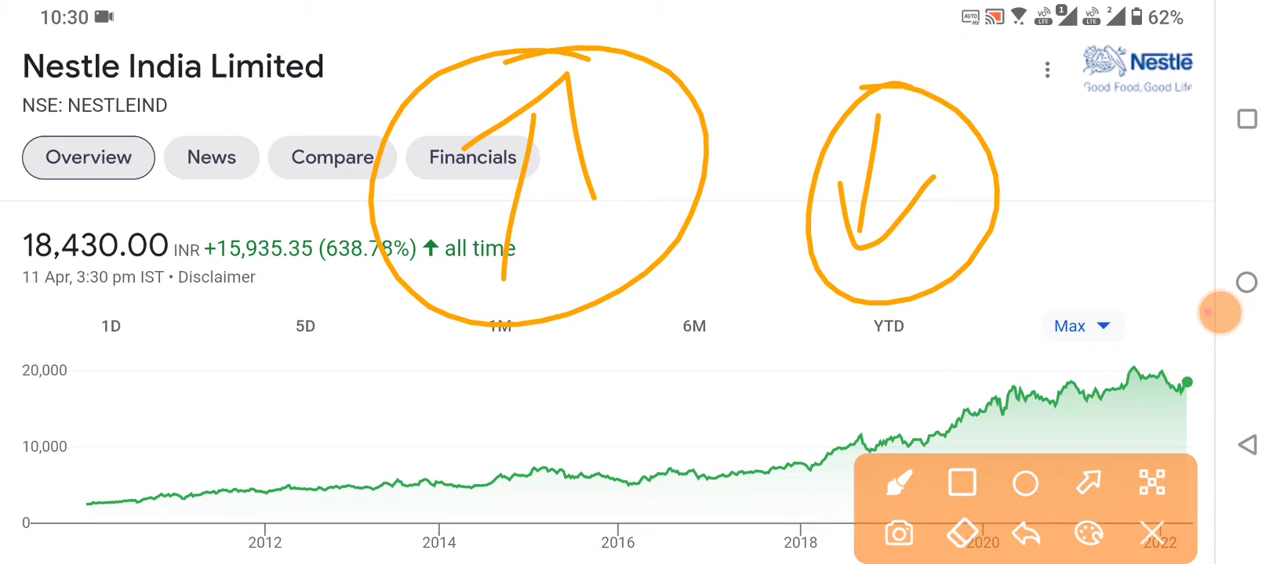 10:30 62%
Nestle India Limited
NSE: NESTLEIND
Nestlé
Good Food, Good Life
Overview News Compare Financials
18,430.00 INR +15,935.35 (638.78%) ↑ all time
11 Apr, 3:30 pm IST • Disclaimer
1D 5D 1M 6M YTD Max
20,000
10,000
0
2012 2014 2016 2018 2020 2022